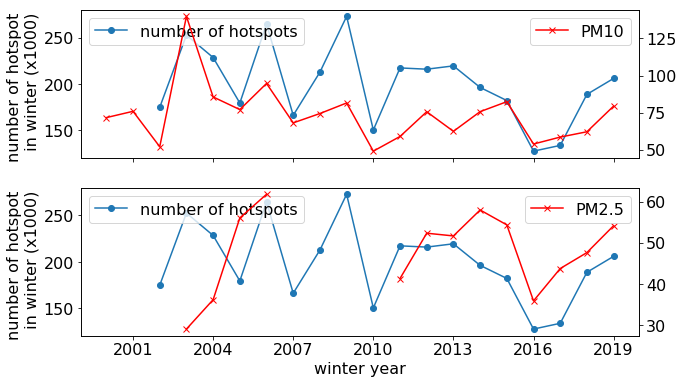 number of hotspot
in winter (x1000)
250
200
150
number of hotspots
PM10
125
100
75
50
number of hotspot
in winter (x1000)
250
200
150
number of hotspots
PM2.5
60
50
40
30
2001 2004 2007 2010 2013 2016 2019
winter year